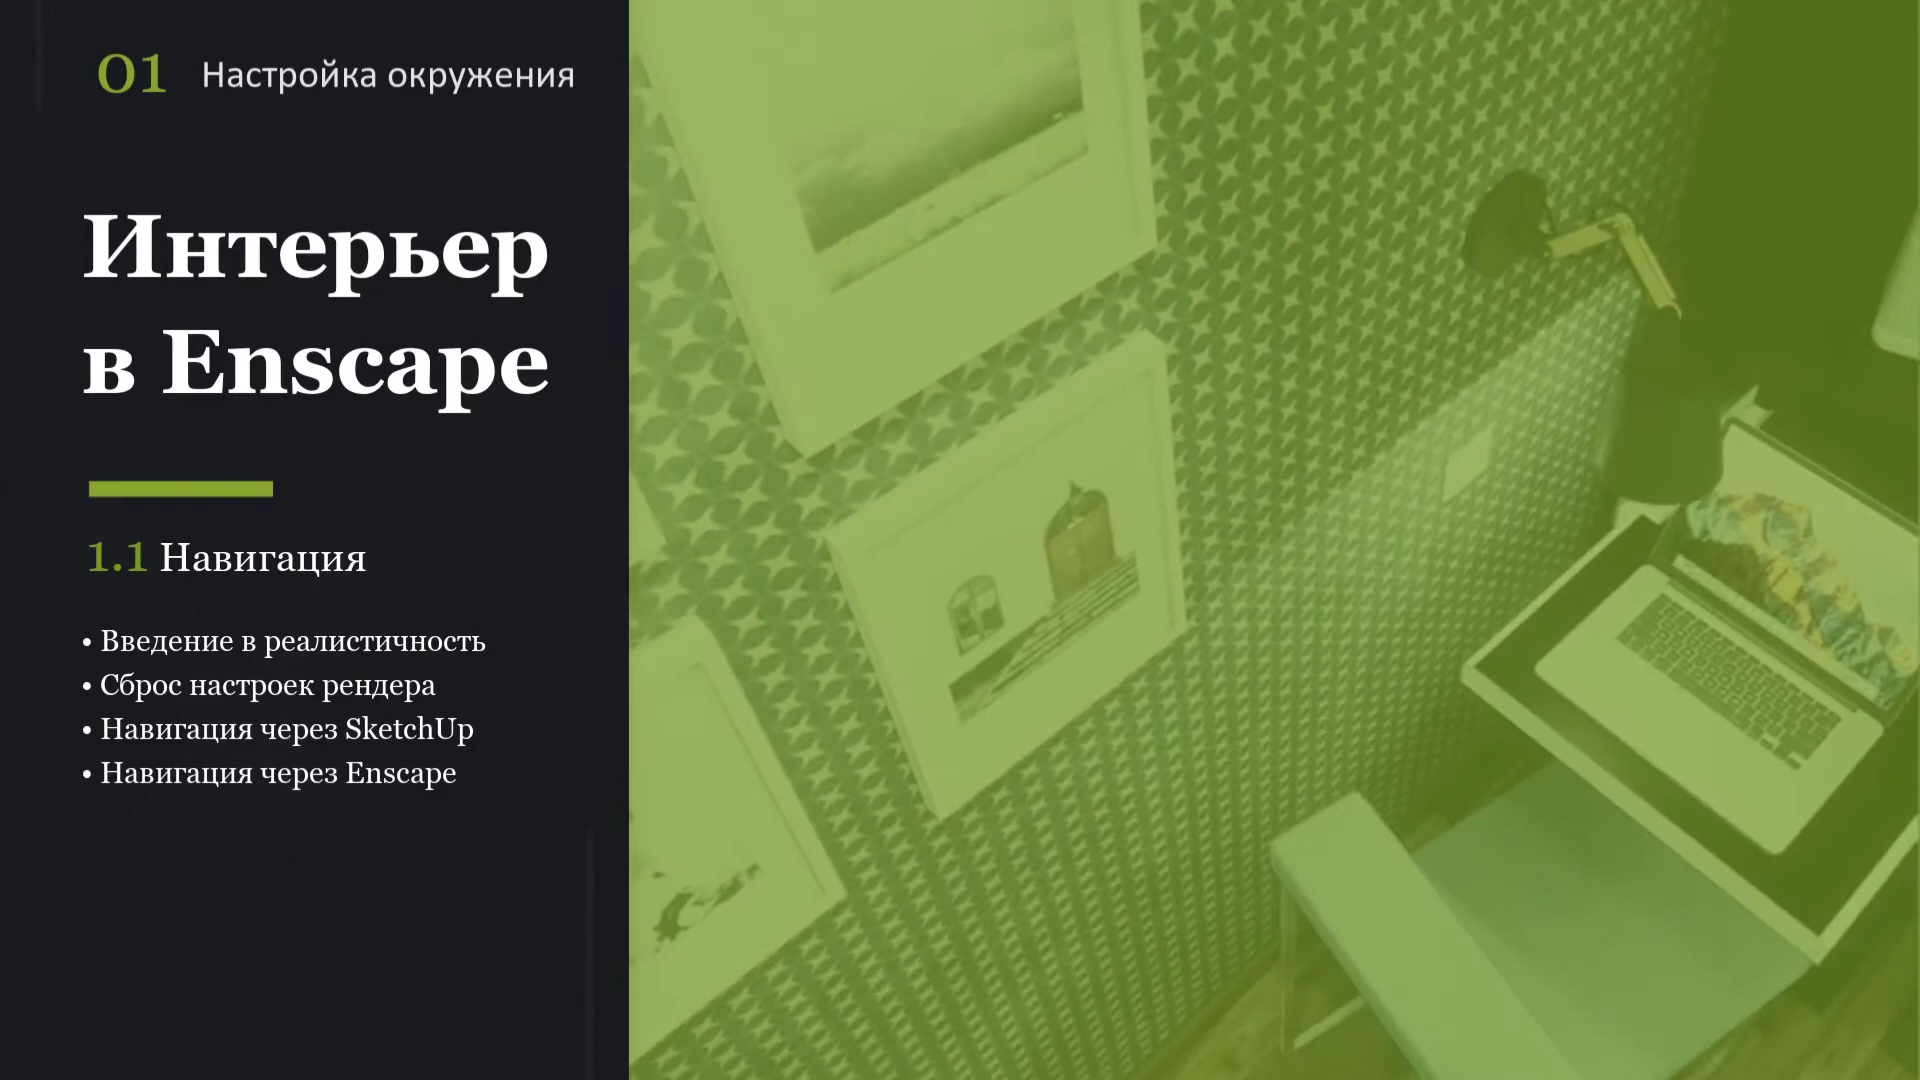 01 Настройка окружения
Интерьер
в Enscape
1.1 Навигация
• Введение в реалистичность
• Сброс настроек рендера
• Навигация через SketchUp
• Навигация через Enscape